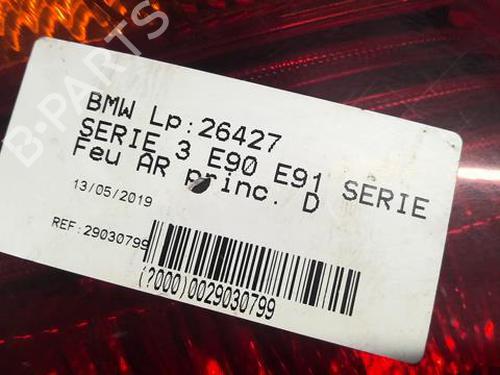 BMW Lp:26427
SERIE 3 E90 E91 SERIE
Feu AR princ. D
13/05/2019
REF:29030799
(?000)0029030799
B-PARTS